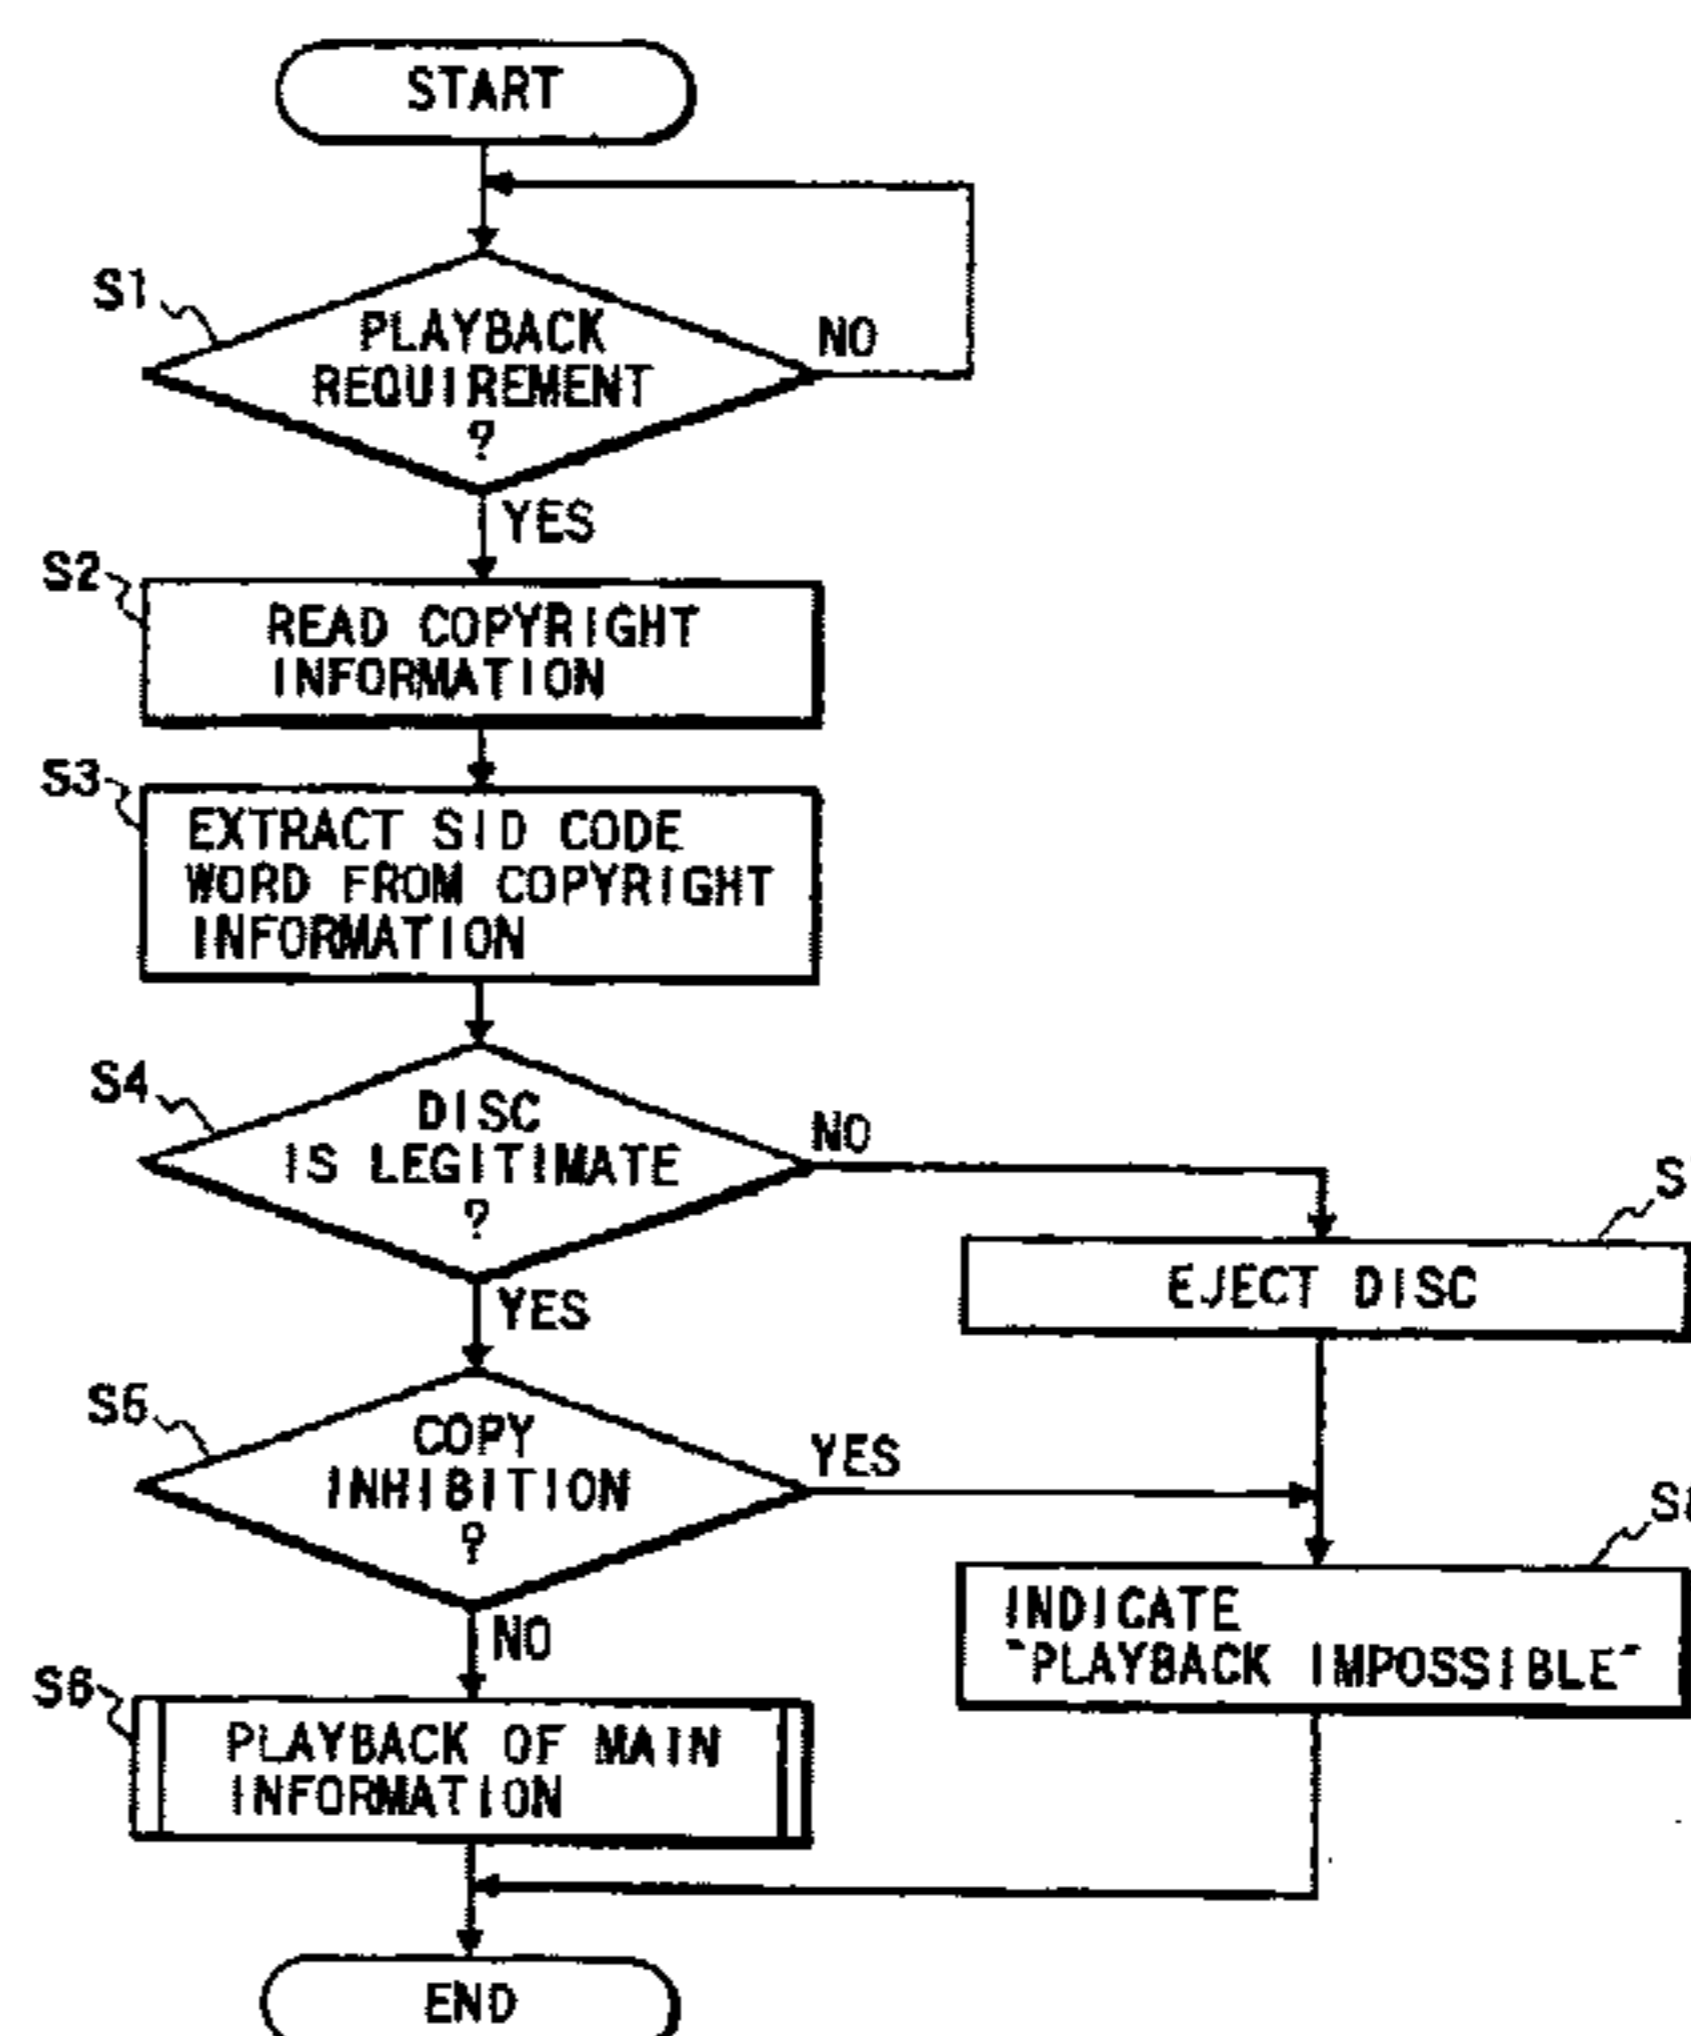 START
S1
PLAYBACK
REQUIREMENT
?
NO
YES
S2
READ COPYRIGHT
INFORMATION
S3
EXTRACT SID CODE
WORD FROM COPYRIGHT
INFORMATION
S4
DISC
IS LEGITIMATE
?
NO
YES
S
EJECT DISC
S5
COPY
INHIBITION
?
YES
NO
S8
INDICATE
"PLAYBACK IMPOSSIBLE"
S6
PLAYBACK OF MAIN
INFORMATION
END